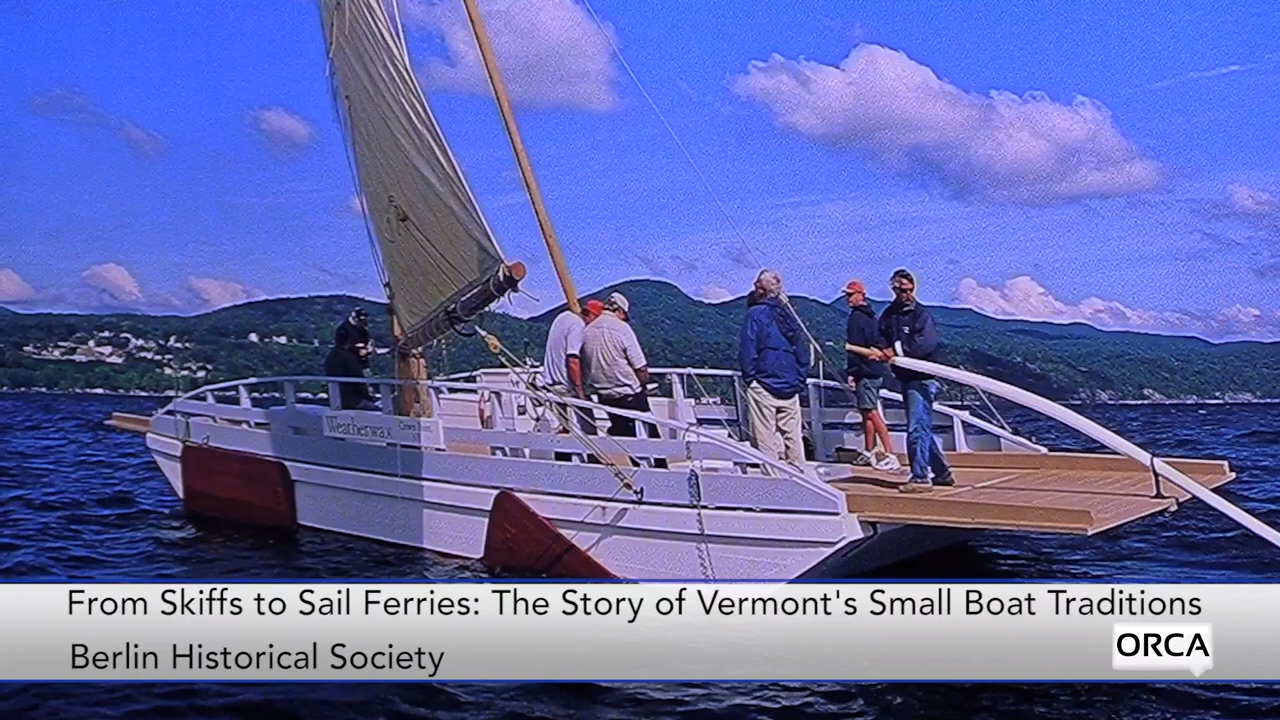 Weatherwax
From Skiffs to Sail Ferries: The Story of Vermont's Small Boat Traditions
Berlin Historical Society
ORCA